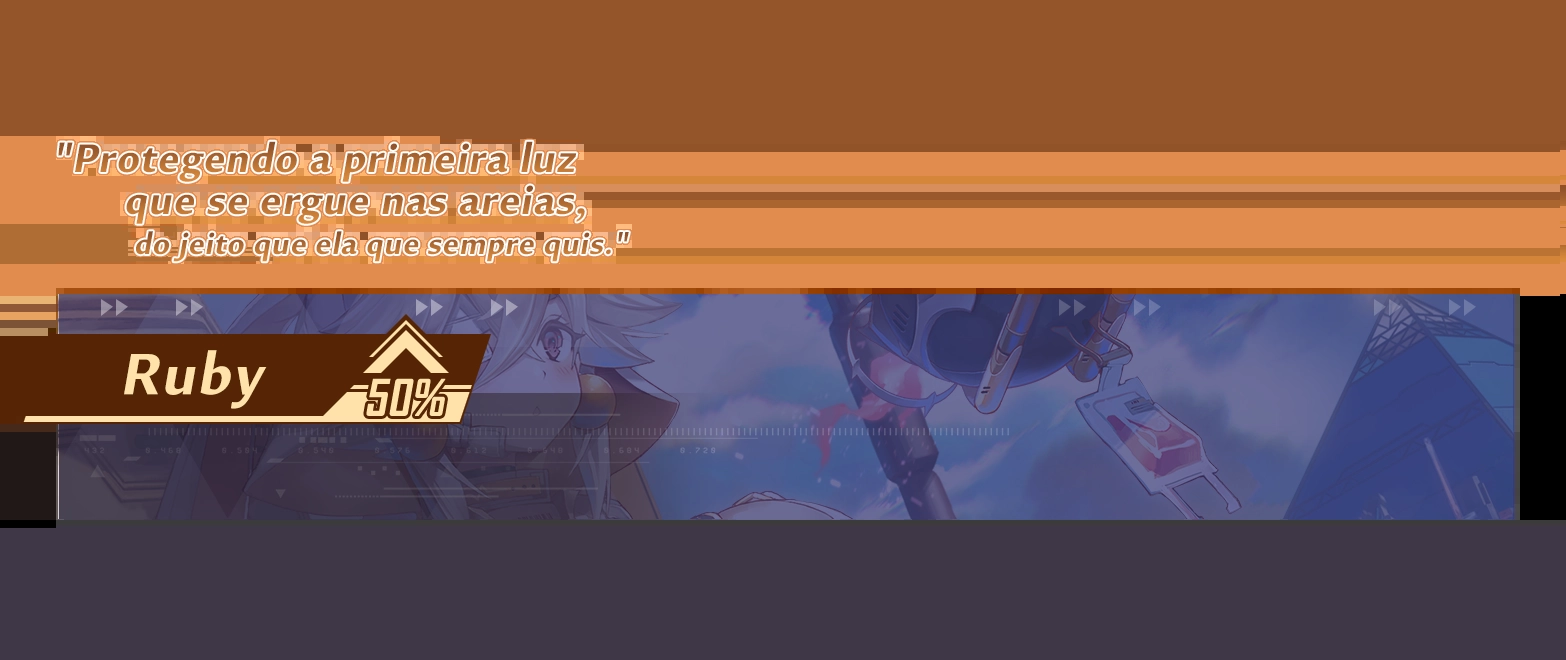 "Protegendo a primeira luz
que se ergue nas areias,
do jeito que ela que sempre quis."
Ruby
50%